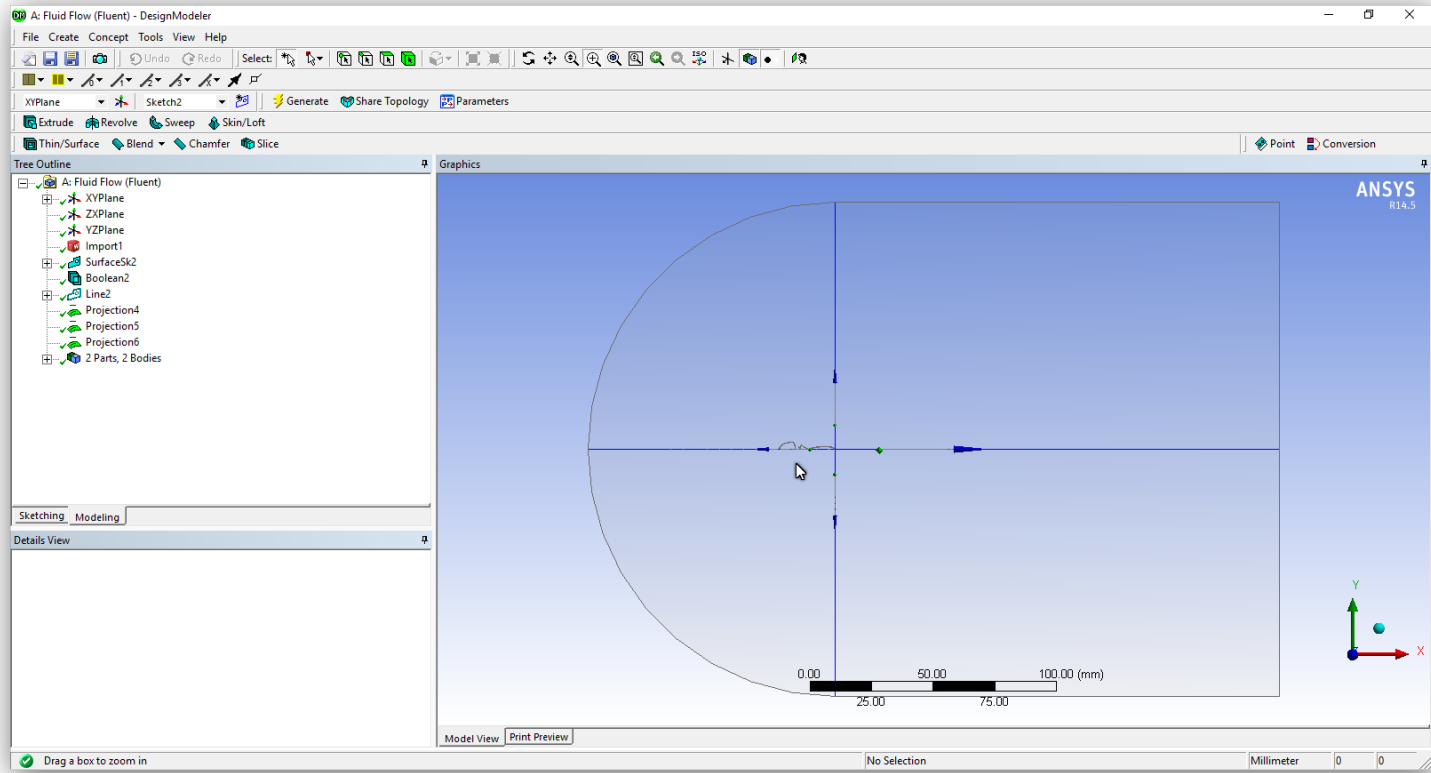 A: Fluid Flow (Fluent) - DesignModeler
File Create Concept Tools View Help
Undo Redo Select:
XYPlane Sketch2 Generate Share Topology Parameters
Extrude Revolve Sweep Skin/Loft
Thin/Surface Blend Chamfer Slice Point Conversion
Tree Outline
A: Fluid Flow (Fluent)
XYPlane
ZXPlane
YZPlane
Import1
SurfaceSk2
Boolean2
Line2
Projection4
Projection5
Projection6
2 Parts, 2 Bodies
Sketching Modeling
Details View
Graphics
ANSYS
R14.5
Y
X
0.00 50.00 100.00 (mm)
25.00 75.00
Model View Print Preview
Drag a box to zoom in No Selection Millimeter 0 0